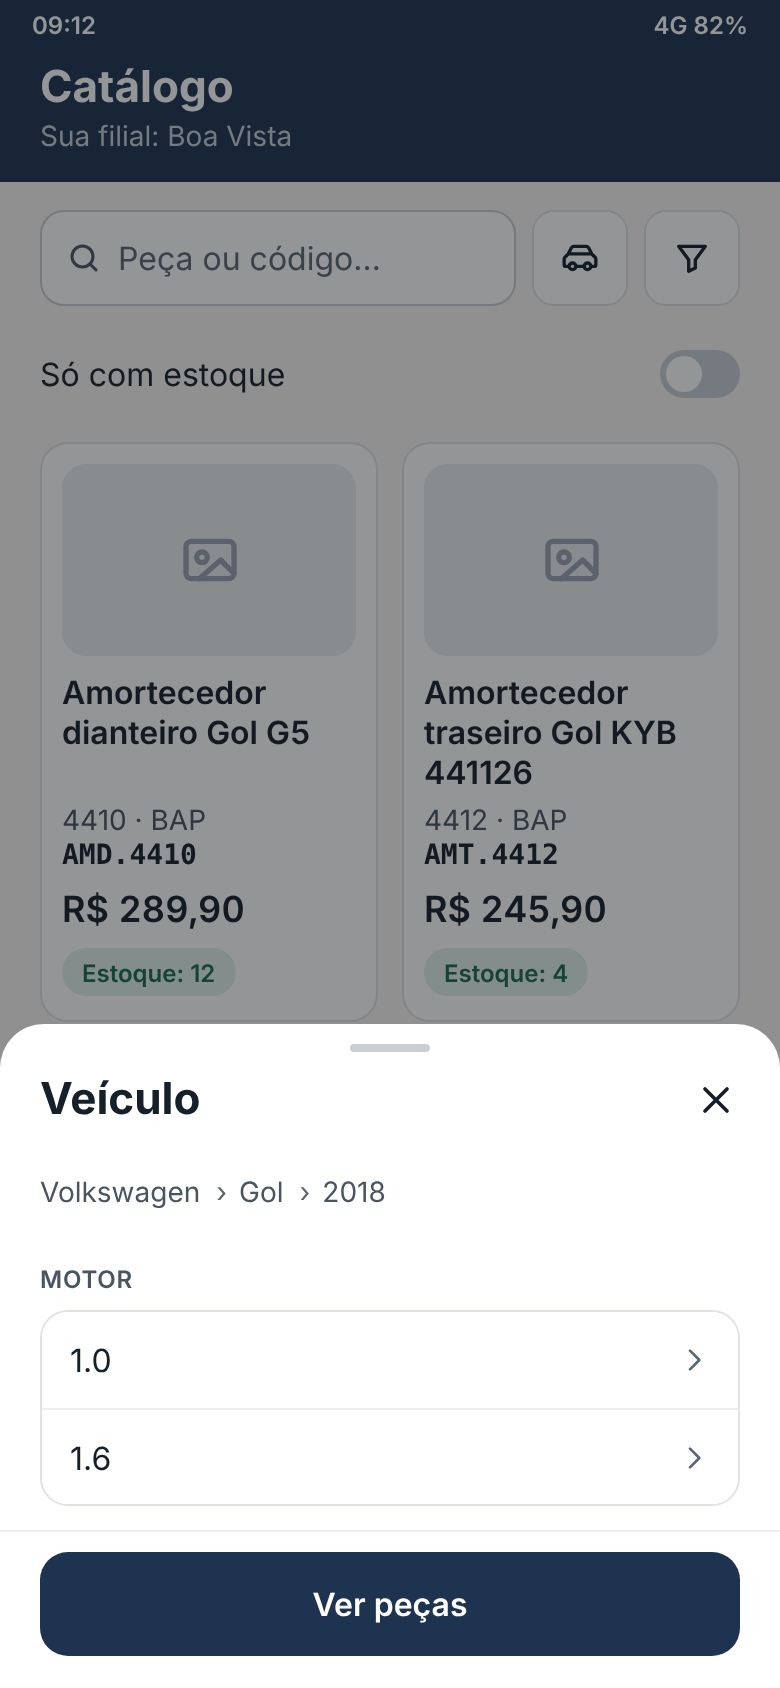 09:12
4G 82%
Catálogo
Sua filial: Boa Vista
Peça ou código...
Só com estoque
Amortecedor
dianteiro Gol G5
4410 · BAP
AMD.4410
R$ 289,90
Estoque: 12
Amortecedor
traseiro Gol KYB
441126
4412 · BAP
AMT.4412
R$ 245,90
Estoque: 4
Veículo
Volkswagen › Gol › 2018
MOTOR
1.0
1.6
Ver peças